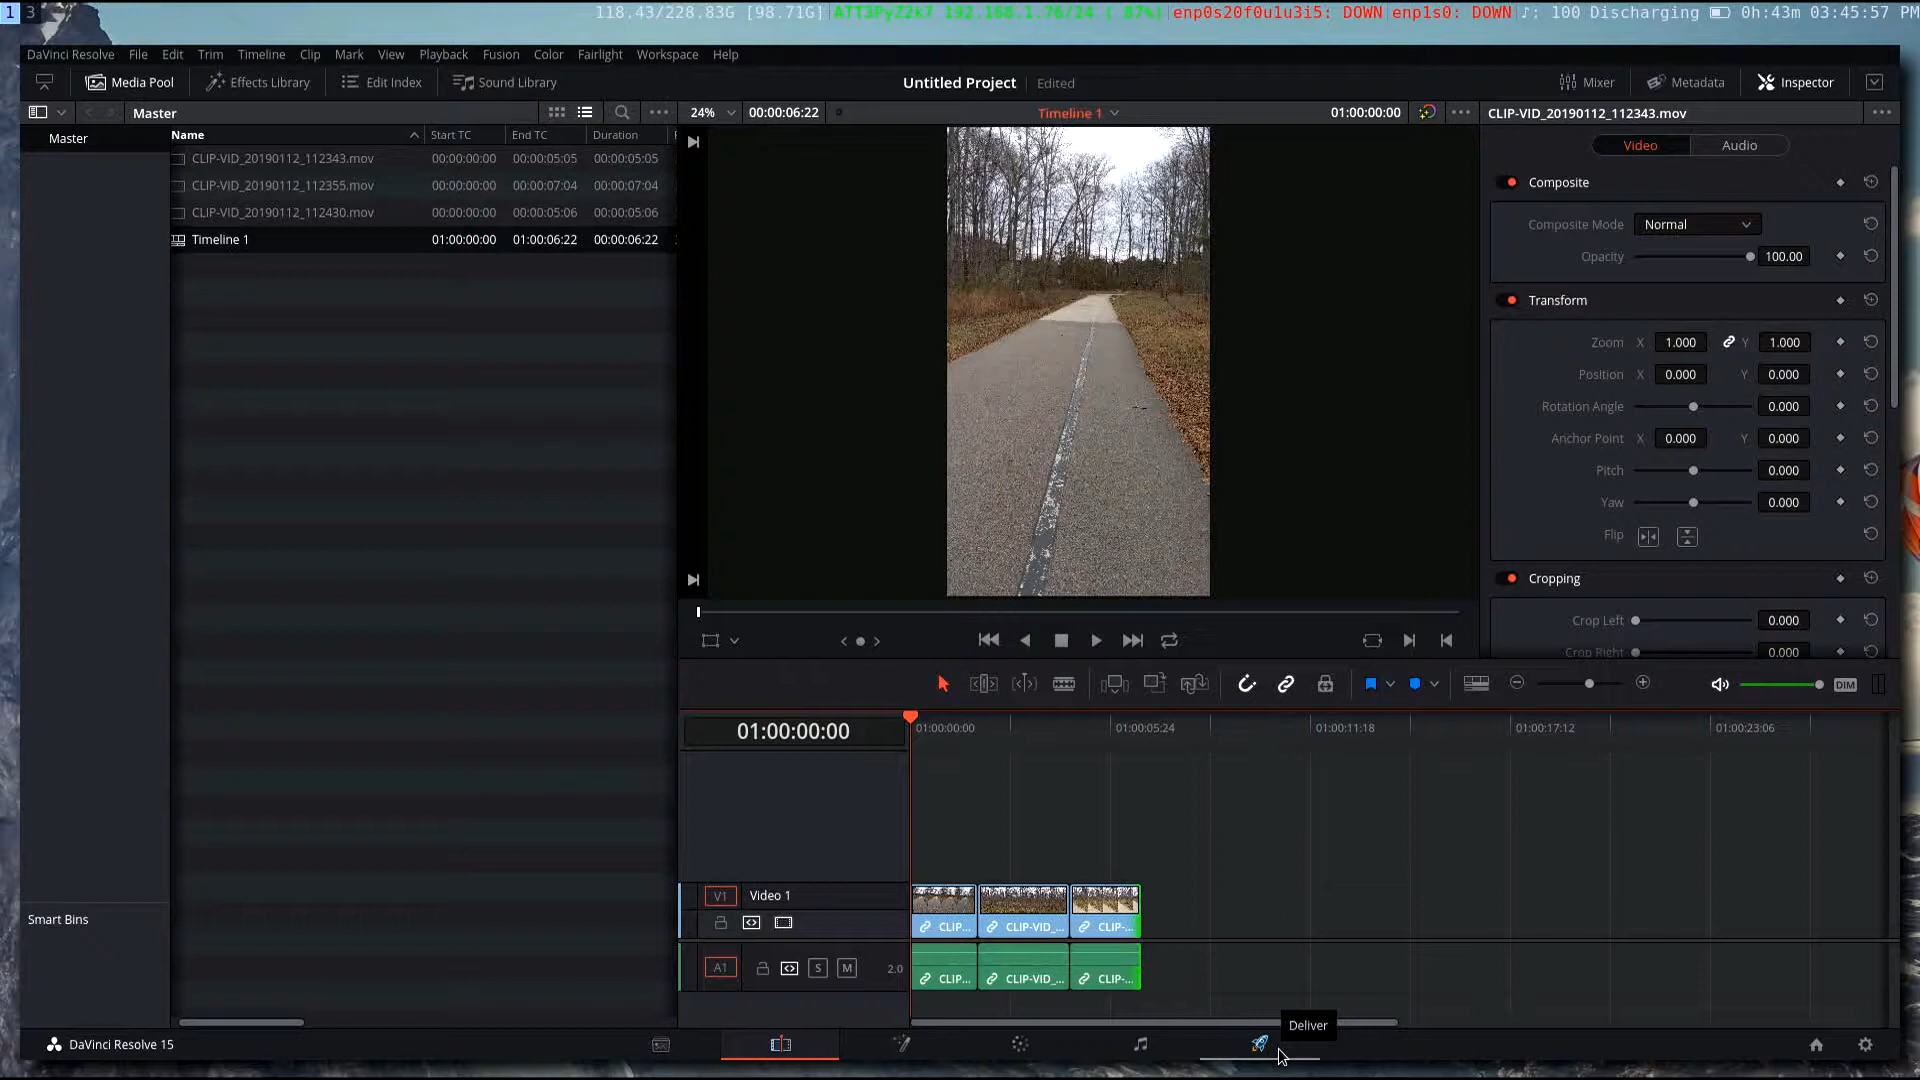 1 3 118.43/228.83G [98.71G] ATT3PyZ2k7 192.168.1.76/24 ( 87%) enp0s20f0u1u3i5: DOWN enp1s0: DOWN ♪: 100 Discharging 0h:43m 03:45:57 PM
DaVinci Resolve File Edit Trim Timeline Clip Mark View Playback Fusion Color Fairlight Workspace Help
Media Pool Effects Library Edit Index Sound Library Untitled Project Edited Mixer Metadata Inspector
Master 24% 00:00:06:22 Timeline 1 01:00:00:00 CLIP-VID_20190112_112343.mov
Master
Name Start TC End TC Duration
Video Audio
CLIP-VID_20190112_112343.mov 00:00:00:00 00:00:05:05 00:00:05:05
CLIP-VID_20190112_112355.mov 00:00:00:00 00:00:07:04 00:00:07:04
CLIP-VID_20190112_112430.mov 00:00:00:00 00:00:05:06 00:00:05:06
Timeline 1 01:00:00:00 01:00:06:22 00:00:06:22
Composite
Composite Mode Normal
Opacity 100.00
Transform
Zoom X 1.000 Y 1.000
Position X 0.000 Y 0.000
Rotation Angle 0.000
Anchor Point X 0.000 Y 0.000
Pitch 0.000
Yaw 0.000
Flip
Cropping
Crop Left 0.000
Crop Right 0.000
DIM
01:00:00:00 01:00:00:00 01:00:05:24 01:00:11:18 01:00:17:12 01:00:23:06
V1 Video 1
CLIP... CLIP-VID_... CLIP-...
A1 S M 2.0
CLIP... CLIP-VID_... CLIP-...
Smart Bins
Deliver
DaVinci Resolve 15